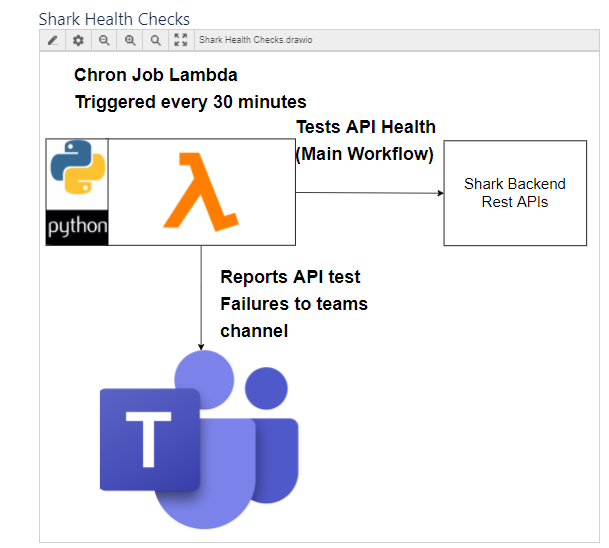 Shark Health Checks
Shark Health Checks.drawio
Chron Job Lambda
Triggered every 30 minutes
Tests API Health
(Main Workflow)
python
λ
Shark Backend
Rest APIs
Reports API test
Failures to teams
channel
T